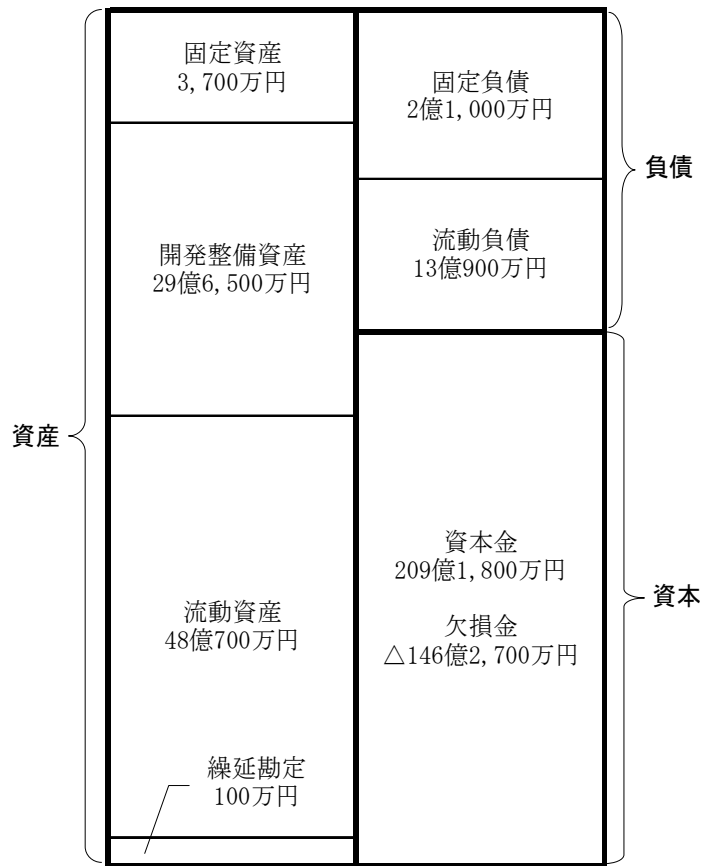 資産
固定資産
3,700万円
開発整備資産
29億6,500万円
流動資産
48億700万円
繰延勘定
100万円
固定負債
2億1,000万円
流動負債
13億900万円
負債
資本金
209億1,800万円
欠損金
△146億2,700万円
資本